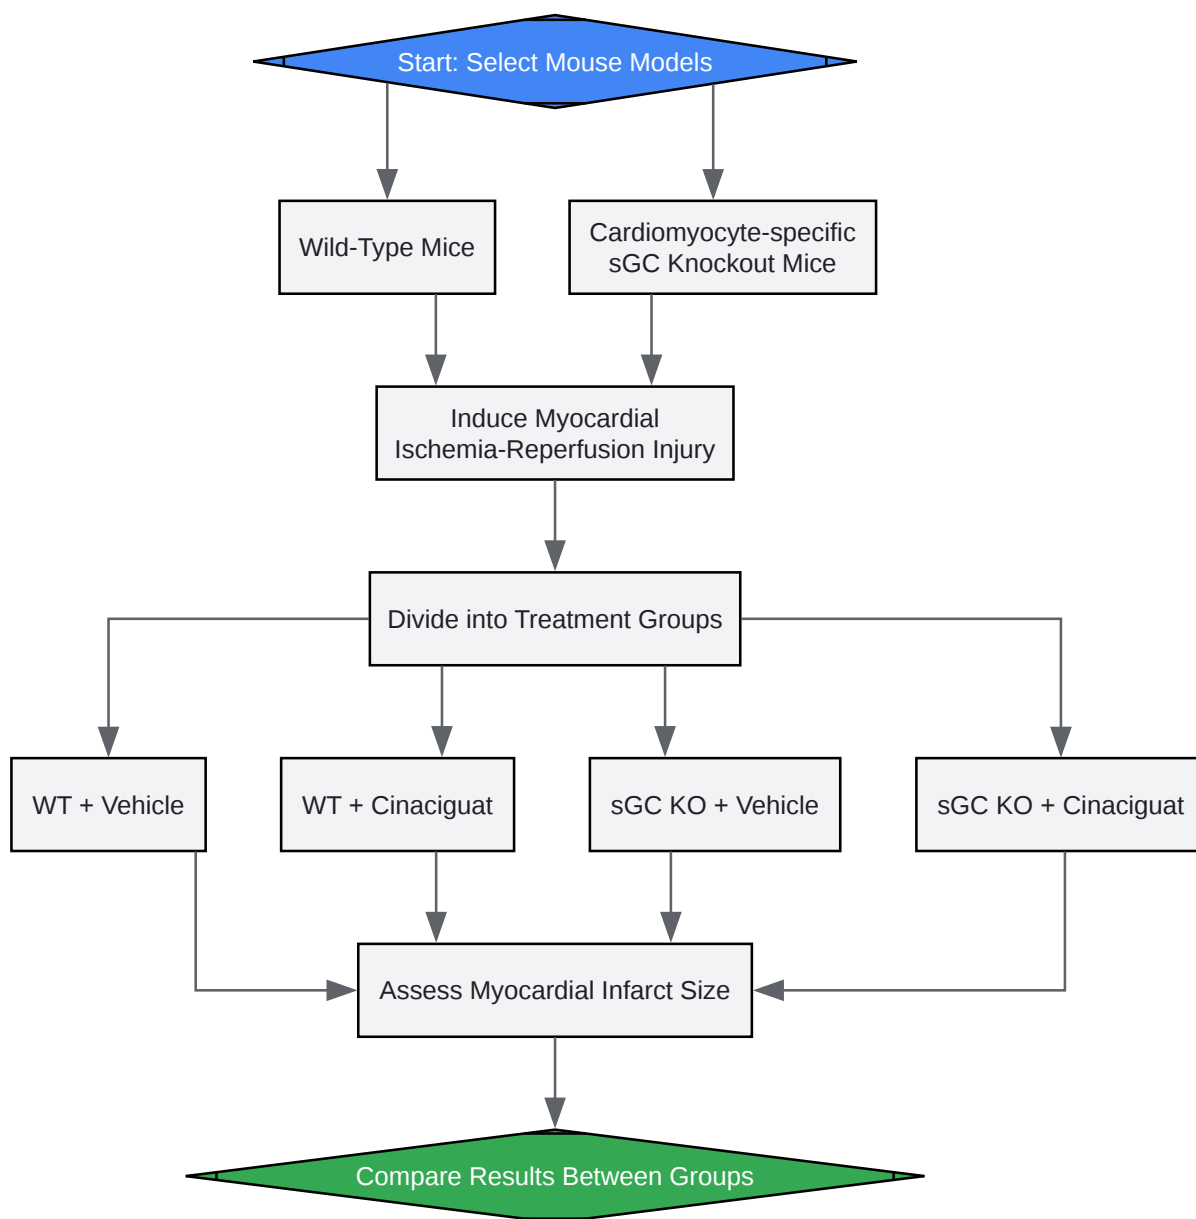 Start: Select Mouse Models
Wild-Type Mice
Cardiomyocyte-specific
sGC Knockout Mice
Induce Myocardial
Ischemia-Reperfusion Injury
Divide into Treatment Groups
WT + Vehicle
WT + Cinaciguat
sGC KO + Vehicle
sGC KO + Cinaciguat
Assess Myocardial Infarct Size
Compare Results Between Groups